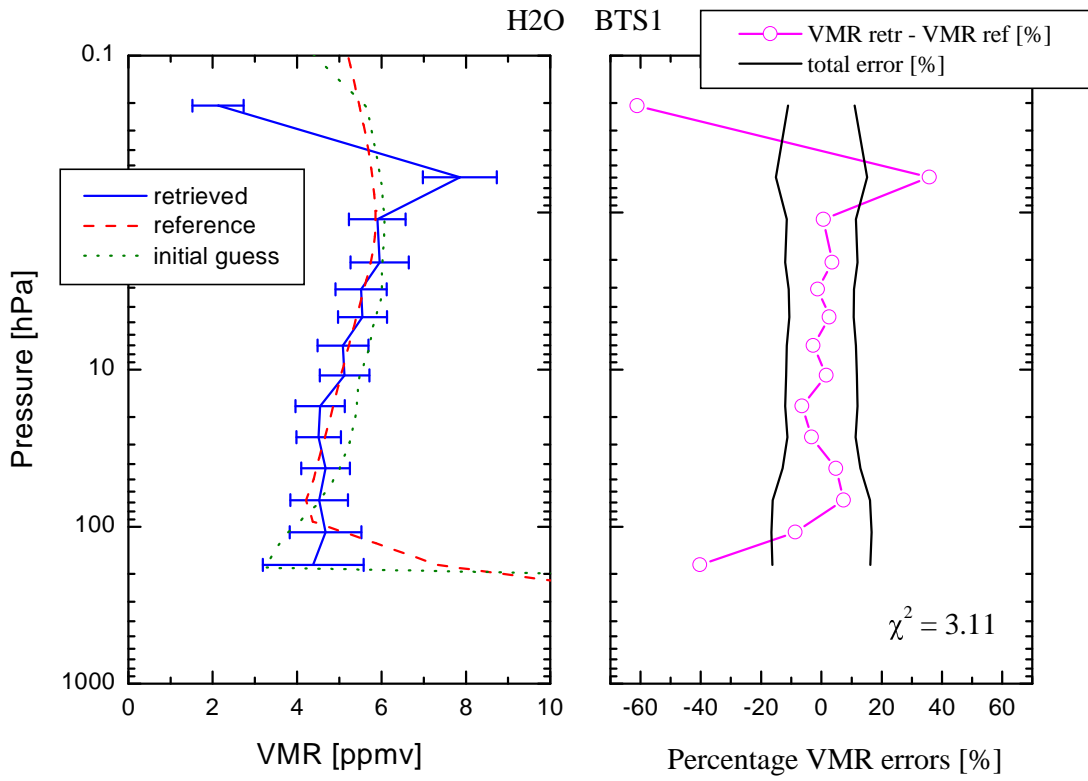 H2O BTS1
VMR retr - VMR ref [%]
total error [%]
retrieved
reference
initial guess
Pressure [hPa]
0.1
1
10
100
1000
0 2 4 6 8 10
VMR [ppmv]
χ² = 3.11
-60 -40 -20 0 20 40 60
Percentage VMR errors [%]